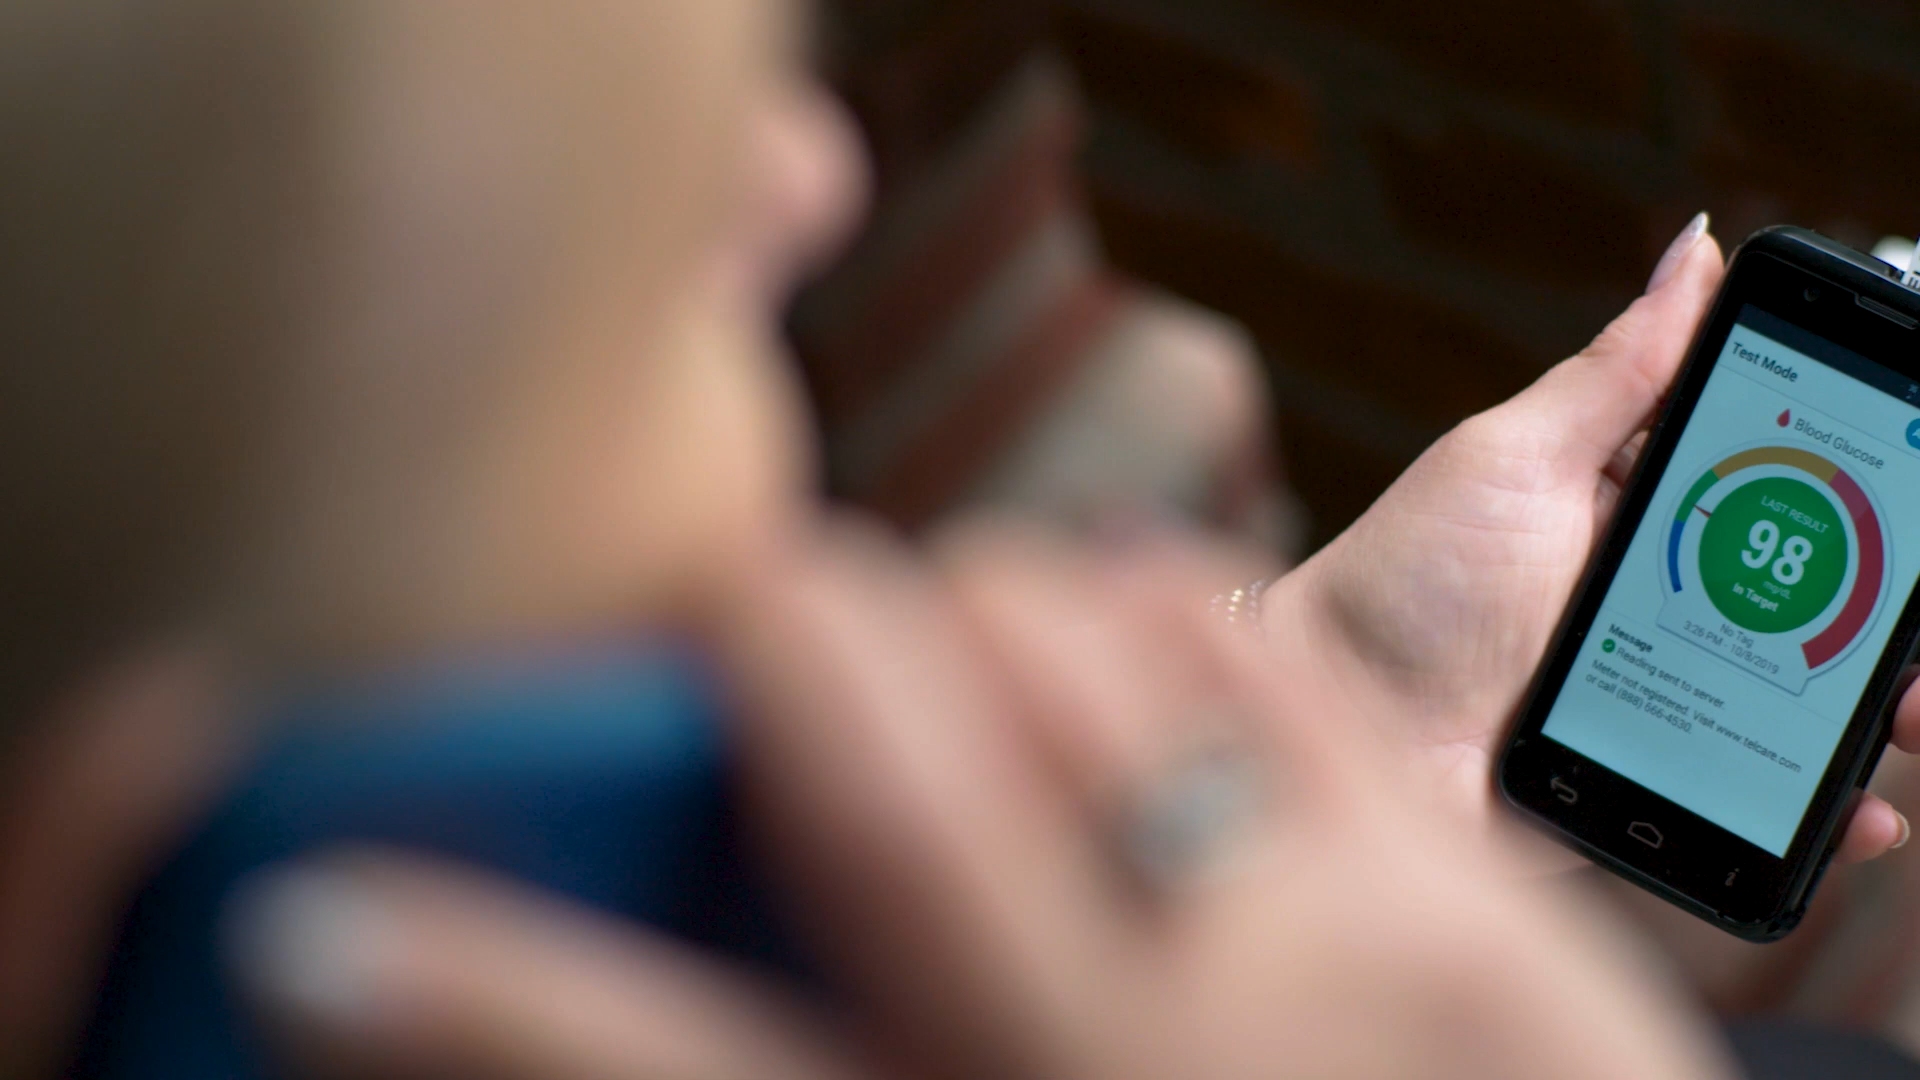 Test Mode
Blood Glucose
LAST RESULT
98
mg/dL
In Target
No Tag
3:26 PM - 10/8/2019
Message
Reading sent to server.
Meter not registered. Visit www.telcare.com
or call (888) 666-4530.